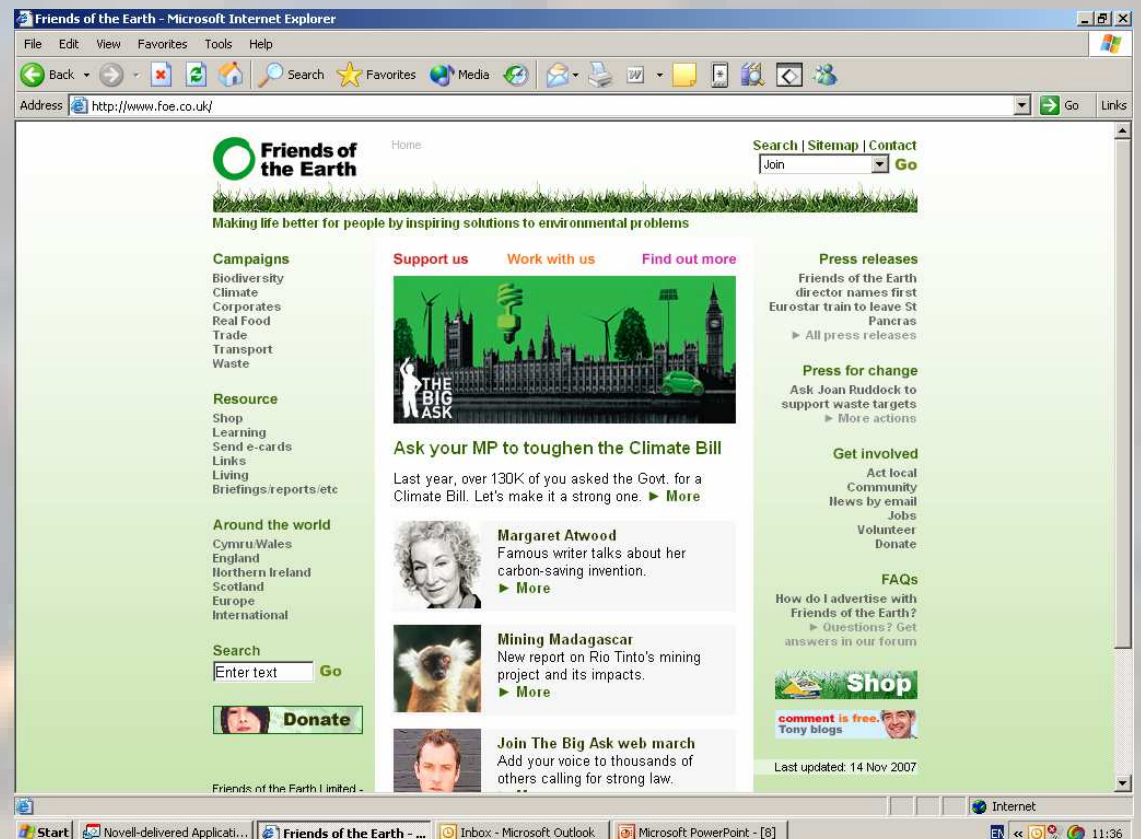 Friends of the Earth - Microsoft Internet Explorer
File Edit View Favorites Tools Help
Back Search Favorites Media
Address http://www.foe.co.uk/ Go Links
Friends of
the Earth
Home
Search | Sitemap | Contact
Join Go
Making life better for people by inspiring solutions to environmental problems
Campaigns
Biodiversity
Climate
Corporates
Real Food
Trade
Transport
Waste
Resource
Shop
Learning
Send e-cards
Links
Living
Briefings/reports/etc
Around the world
Cymru/Wales
England
Northern Ireland
Scotland
Europe
International
Search
Enter text Go
Donate
Friends of the Earth Limited -
Support us Work with us Find out more
THE
BIG
ASK
Ask your MP to toughen the Climate Bill
Last year, over 130K of you asked the Govt. for a
Climate Bill. Let's make it a strong one. ► More
Margaret Atwood
Famous writer talks about her
carbon-saving invention.
► More
Mining Madagascar
New report on Rio Tinto's mining
project and its impacts.
► More
Join The Big Ask web march
Add your voice to thousands of
others calling for strong law.
Press releases
Friends of the Earth
director names first
Eurostar train to leave St
Pancras
► All press releases
Press for change
Ask Joan Ruddock to
support waste targets
► More actions
Get involved
Act local
Community
News by email
Jobs
Volunteer
Donate
FAQs
How do I advertise with
Friends of the Earth?
► Questions? Get
answers in our forum
Shop
comment is free.
Tony blogs
Last updated: 14 Nov 2007
Internet
Start Novell-delivered Applicati... Friends of the Earth - ... Inbox - Microsoft Outlook Microsoft PowerPoint - [8] EN « 11:36